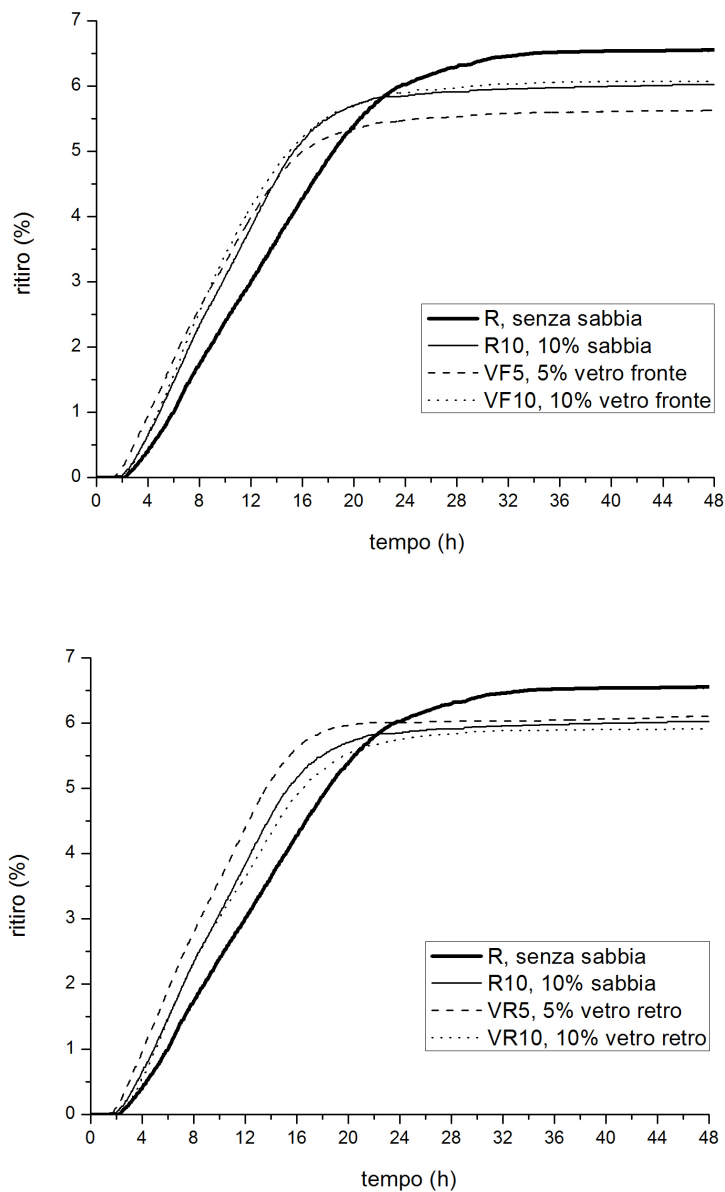 7
6
5
4
3
2
1
0
ritiro (%)
R, senza sabbia
R10, 10% sabbia
VF5, 5% vetro fronte
VF10, 10% vetro fronte
0 4 8 12 16 20 24 28 32 36 40 44 48
tempo (h)
7
6
5
4
3
2
1
0
ritiro (%)
R, senza sabbia
R10, 10% sabbia
VR5, 5% vetro retro
VR10, 10% vetro retro
0 4 8 12 16 20 24 28 32 36 40 44 48
tempo (h)